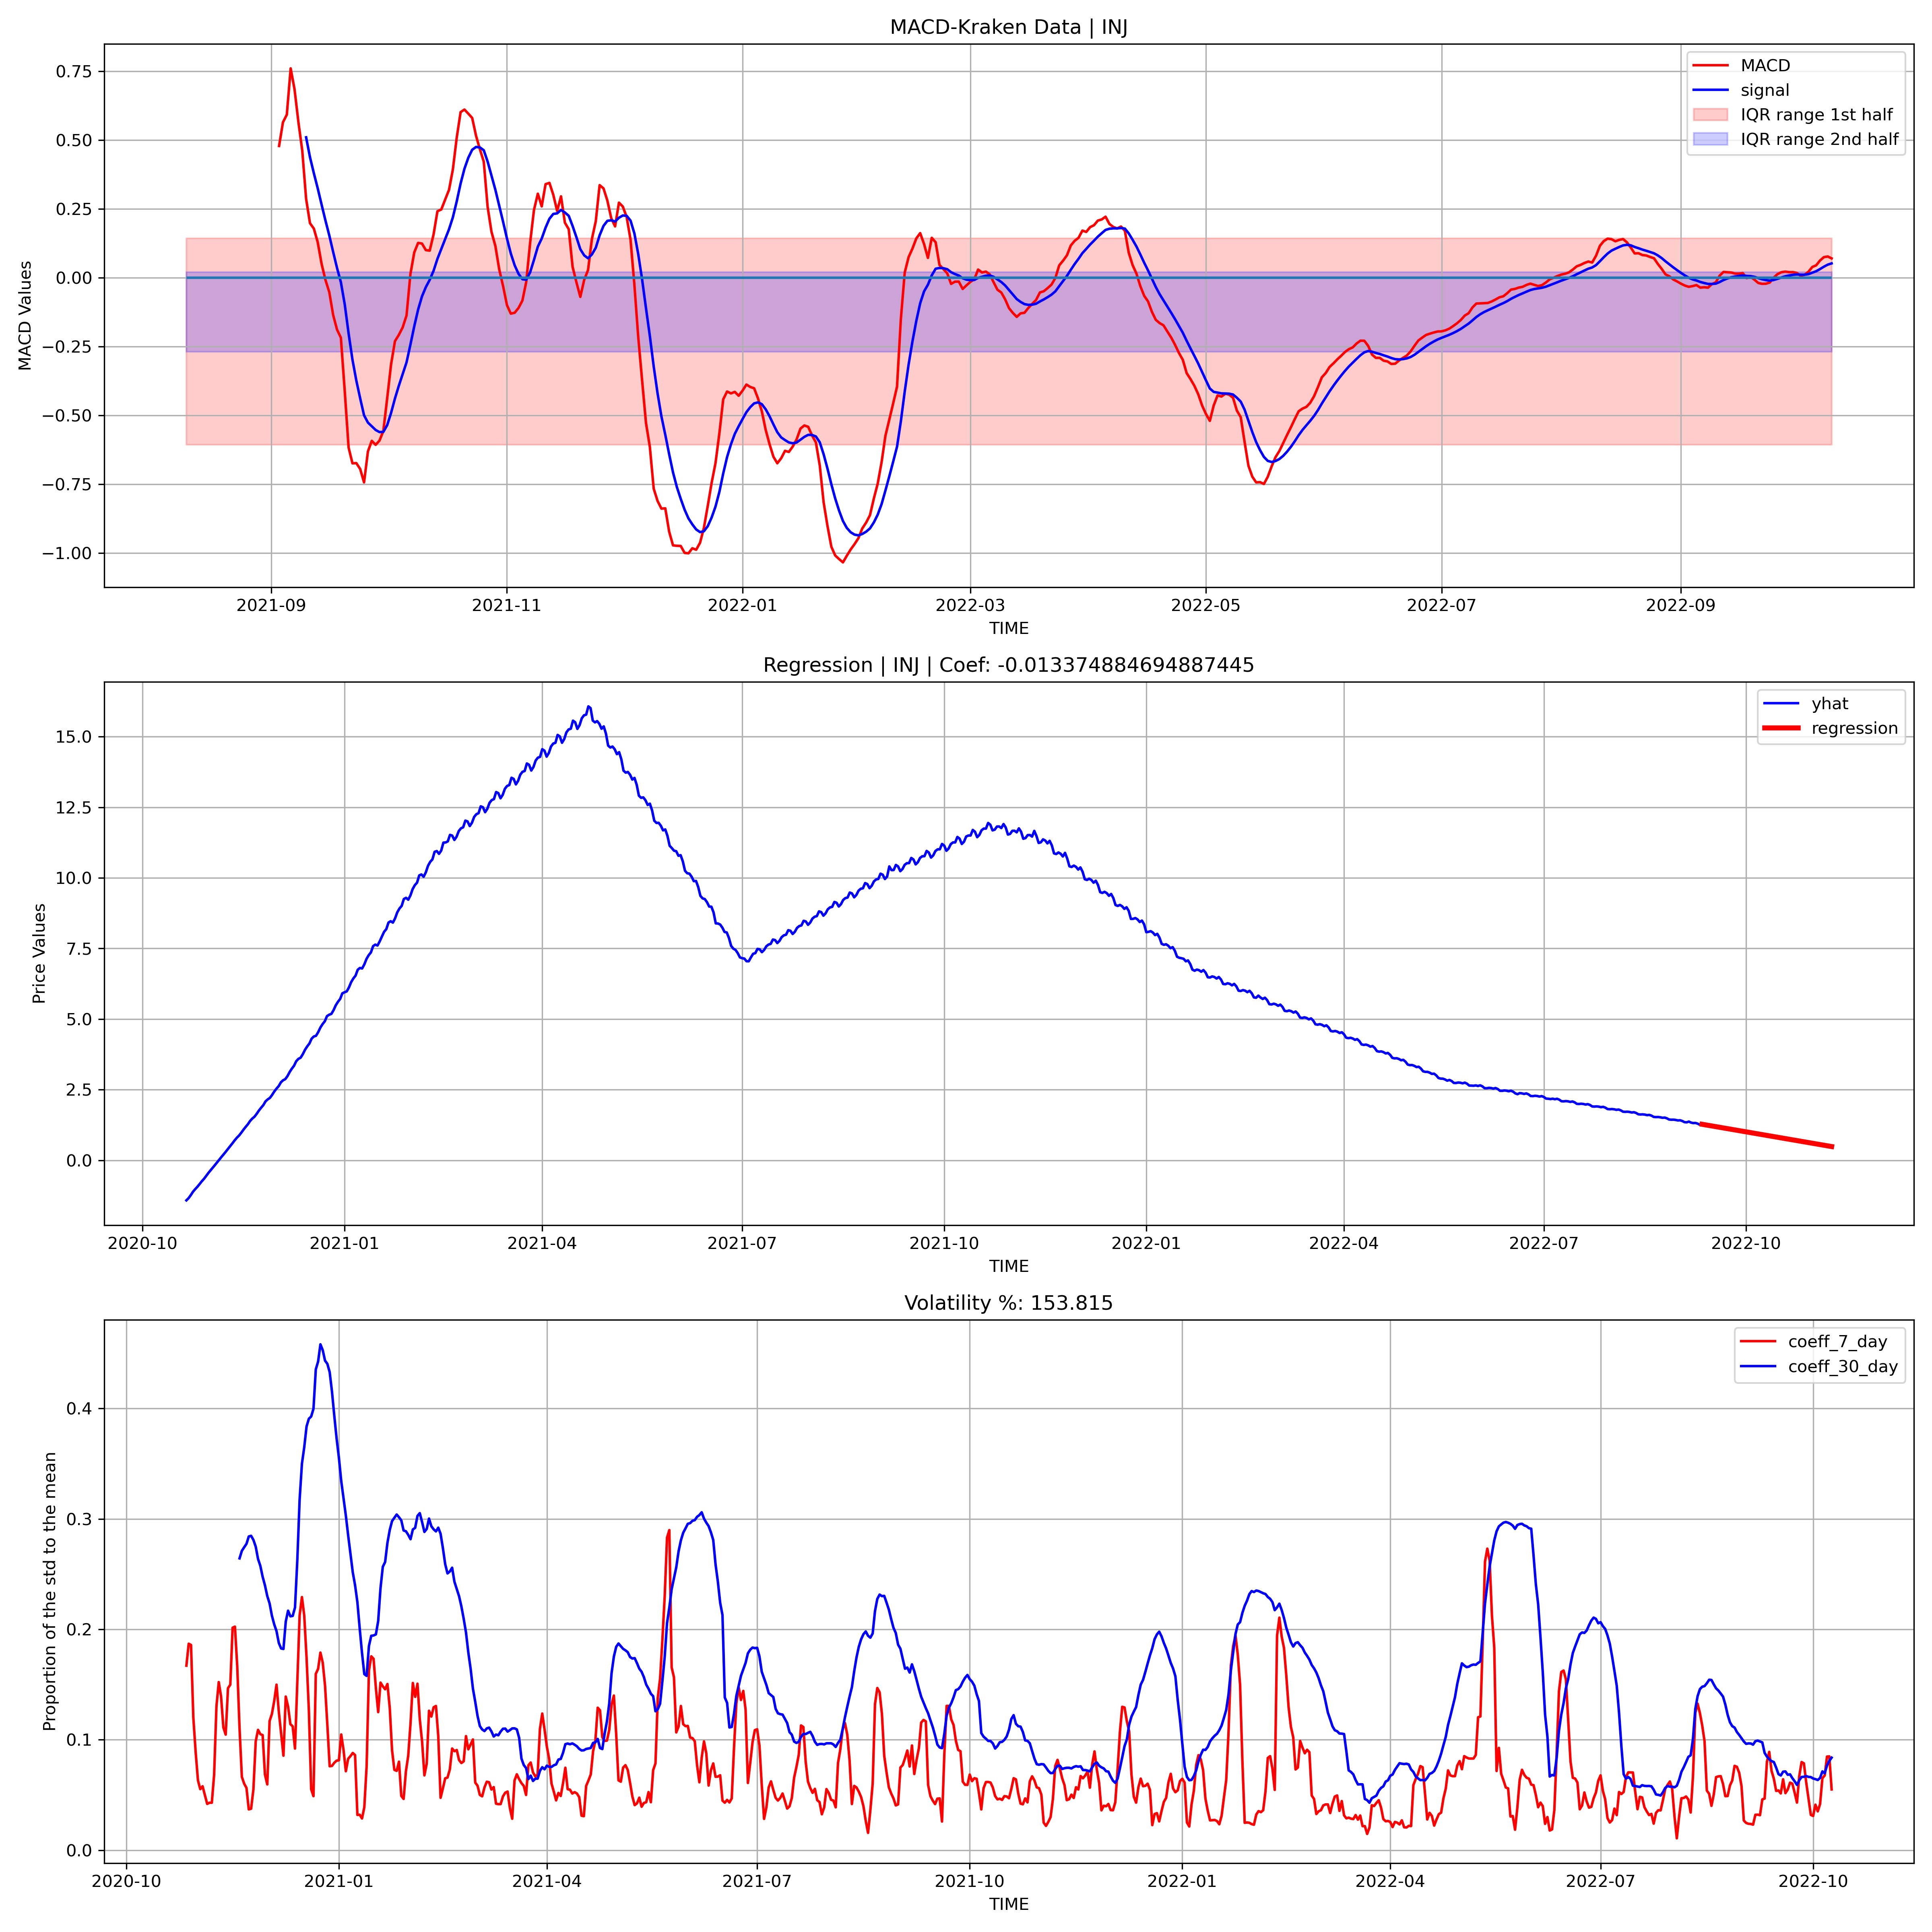 MACD-Kraken Data | INJ
MACD Values
0.75
0.50
0.25
0.00
−0.25
−0.50
−0.75
−1.00
MACD
signal
IQR range 1st half
IQR range 2nd half
2021-09
2021-11
2022-01
2022-03
2022-05
2022-07
2022-09
TIME
Regression | INJ | Coef: -0.013374884694887445
Price Values
15.0
12.5
10.0
7.5
5.0
2.5
0.0
yhat
regression
2020-10
2021-01
2021-04
2021-07
2021-10
2022-01
2022-04
2022-07
2022-10
TIME
Volatility %: 153.815
Proportion of the std to the mean
0.4
0.3
0.2
0.1
0.0
coeff_7_day
coeff_30_day
2020-10
2021-01
2021-04
2021-07
2021-10
2022-01
2022-04
2022-07
2022-10
TIME